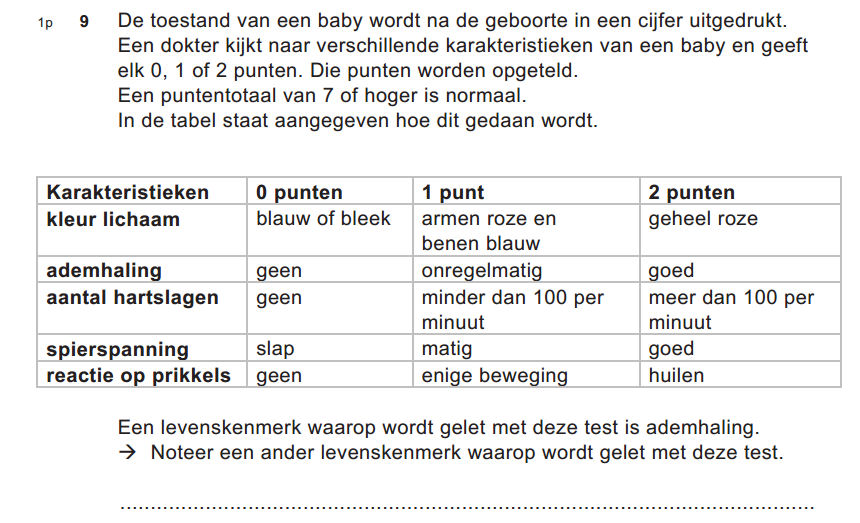 1p 9 De toestand van een baby wordt na de geboorte in een cijfer uitgedrukt.
Een dokter kijkt naar verschillende karakteristieken van een baby en geeft
elk 0, 1 of 2 punten. Die punten worden opgeteld.
Een puntentotaal van 7 of hoger is normaal.
In de tabel staat aangegeven hoe dit gedaan wordt.
Karakteristieken 0 punten 1 punt 2 punten
kleur lichaam blauw of bleek armen roze en geheel roze
benen blauw
ademhaling geen onregelmatig goed
aantal hartslagen geen minder dan 100 per meer dan 100 per
minuut minuut
spierspanning slap matig goed
reactie op prikkels geen enige beweging huilen
Een levenskenmerk waarop wordt gelet met deze test is ademhaling.
→ Noteer een ander levenskenmerk waarop wordt gelet met deze test.
....................................................................................................................